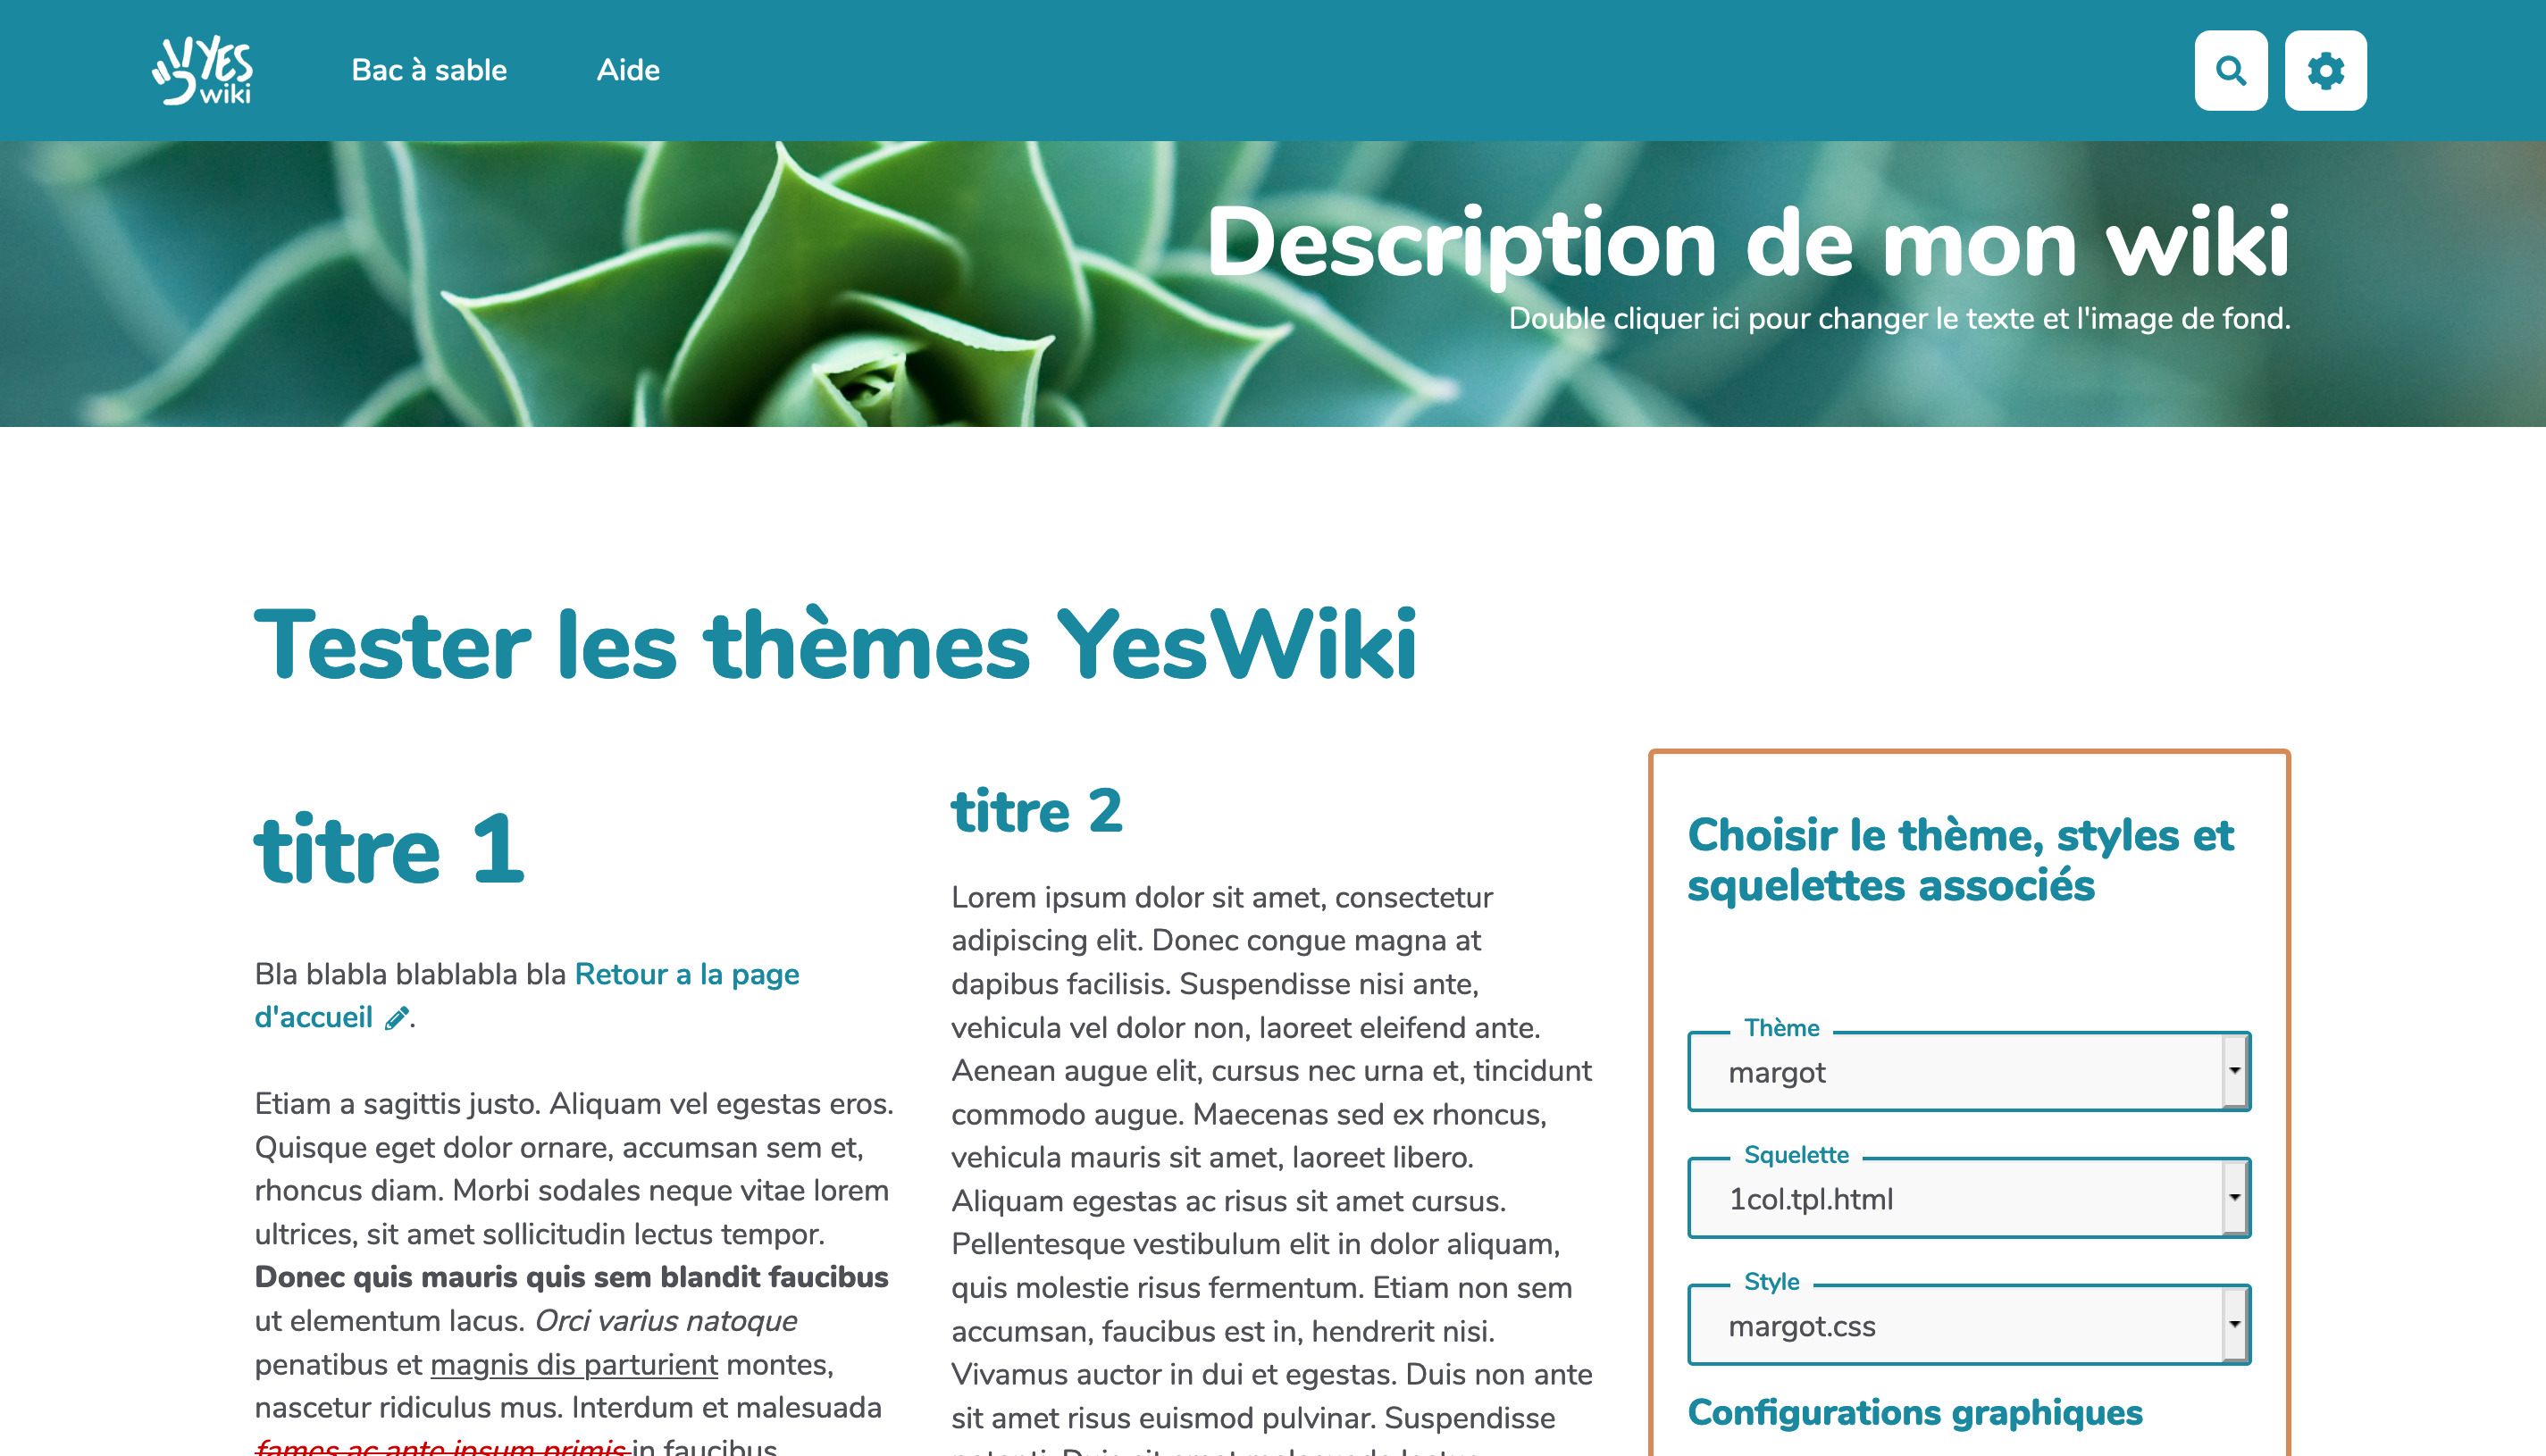 YES
wiki
Bac à sable
Aide
Description de mon wiki
Double cliquer ici pour changer le texte et l'image de fond.
Tester les thèmes YesWiki
titre 1
Bla blabla blablabla bla Retour a la page
d'accueil .
Etiam a sagittis justo. Aliquam vel egestas eros.
Quisque eget dolor ornare, accumsan sem et,
rhoncus diam. Morbi sodales neque vitae lorem
ultrices, sit amet sollicitudin lectus tempor.
Donec quis mauris quis sem blandit faucibus
ut elementum lacus. Orci varius natoque
penatibus et magnis dis parturient montes,
nascetur ridiculus mus. Interdum et malesuada
fames ac ante ipsum primis in faucibus
titre 2
Lorem ipsum dolor sit amet, consectetur
adipiscing elit. Donec congue magna at
dapibus facilisis. Suspendisse nisi ante,
vehicula vel dolor non, laoreet eleifend ante.
Aenean augue elit, cursus nec urna et, tincidunt
commodo augue. Maecenas sed ex rhoncus,
vehicula mauris sit amet, laoreet libero.
Aliquam egestas ac risus sit amet cursus.
Pellentesque vestibulum elit in dolor aliquam,
quis molestie risus fermentum. Etiam non sem
accumsan, faucibus est in, hendrerit nisi.
Vivamus auctor in dui et egestas. Duis non ante
sit amet risus euismod pulvinar. Suspendisse
Choisir le thème, styles et
squelettes associés
Thème
margot
Squelette
1col.tpl.html
Style
margot.css
Configurations graphiques